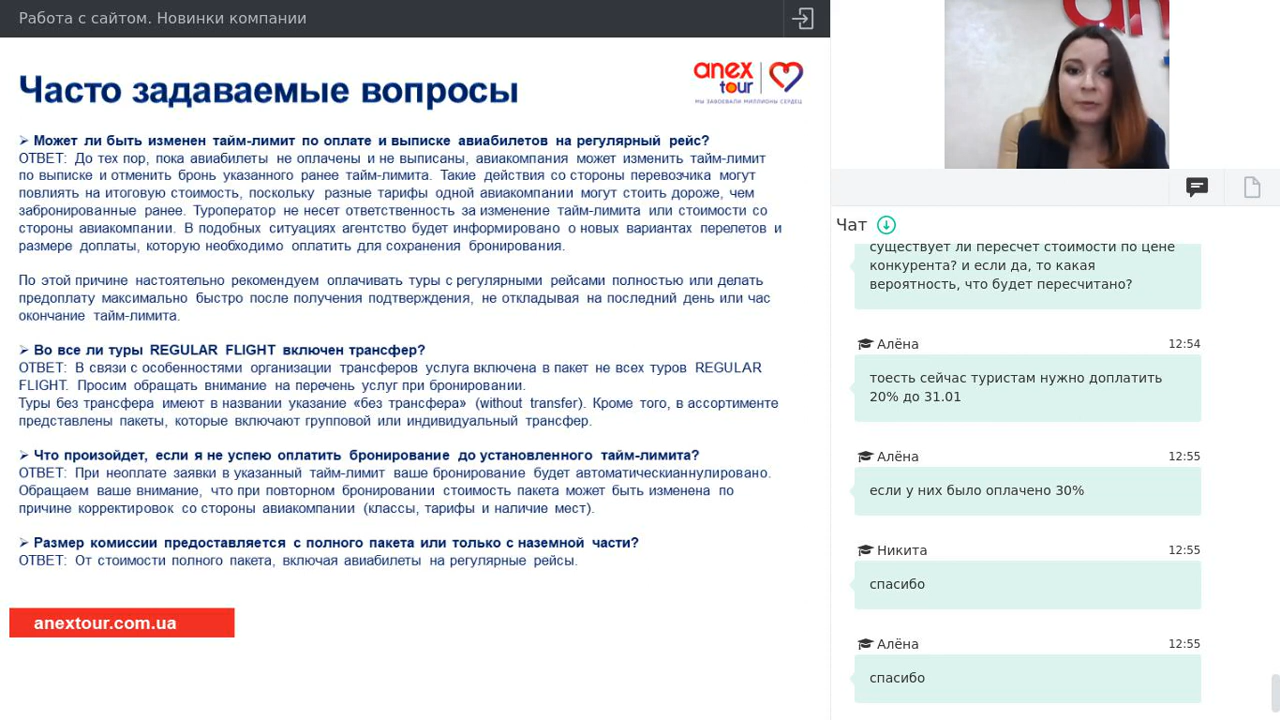 Работа с сайтом. Новинки компании
Часто задаваемые вопросы
anex
tour
МЫ ЗАВОЕВАЛИ МИЛЛИОНЫ СЕРДЕЦ
➢ Может ли быть изменен тайм-лимит по оплате и выписке авиабилетов на регулярный рейс?
ОТВЕТ: До тех пор, пока авиабилеты не оплачены и не выписаны, авиакомпания может изменить тайм-лимит
по выписке и отменить бронь указанного ранее тайм-лимита. Такие действия со стороны перевозчика могут
повлиять на итоговую стоимость, поскольку разные тарифы одной авиакомпании могут стоить дороже, чем
забронированные ранее. Туроператор не несет ответственность за изменение тайм-лимита или стоимости со
стороны авиакомпании. В подобных ситуациях агентство будет информировано о новых вариантах перелетов и
размере доплаты, которую необходимо оплатить для сохранения бронирования.
По этой причине настоятельно рекомендуем оплачивать туры с регулярными рейсами полностью или делать
предоплату максимально быстро после получения подтверждения, не откладывая на последний день или час
окончание тайм-лимита.
➢ Во все ли туры REGULAR FLIGHT включен трансфер?
ОТВЕТ: В связи с особенностями организации трансферов услуга включена в пакет не всех туров REGULAR
FLIGHT. Просим обращать внимание на перечень услуг при бронировании.
Туры без трансфера имеют в названии указание «без трансфера» (without transfer). Кроме того, в ассортименте
представлены пакеты, которые включают групповой или индивидуальный трансфер.
➢ Что произойдет, если я не успею оплатить бронирование до установленного тайм-лимита?
ОТВЕТ: При неоплате заявки в указанный тайм-лимит ваше бронирование будет автоматическианнулировано.
Обращаем ваше внимание, что при повторном бронировании стоимость пакета может быть изменена по
причине корректировок со стороны авиакомпании (классы, тарифы и наличие мест).
➢ Размер комиссии предоставляется с полного пакета или только с наземной части?
ОТВЕТ: От стоимости полного пакета, включая авиабилеты на регулярные рейсы.
anextour.com.ua
Чат
существует ли пересчет стоимости по цене
конкурента? и если да, то какая
вероятность, что будет пересчитано?
Алёна 12:54
тоесть сейчас туристам нужно доплатить
20% до 31.01
Алёна 12:55
если у них было оплачено 30%
Никита 12:55
спасибо
Алёна 12:55
спасибо